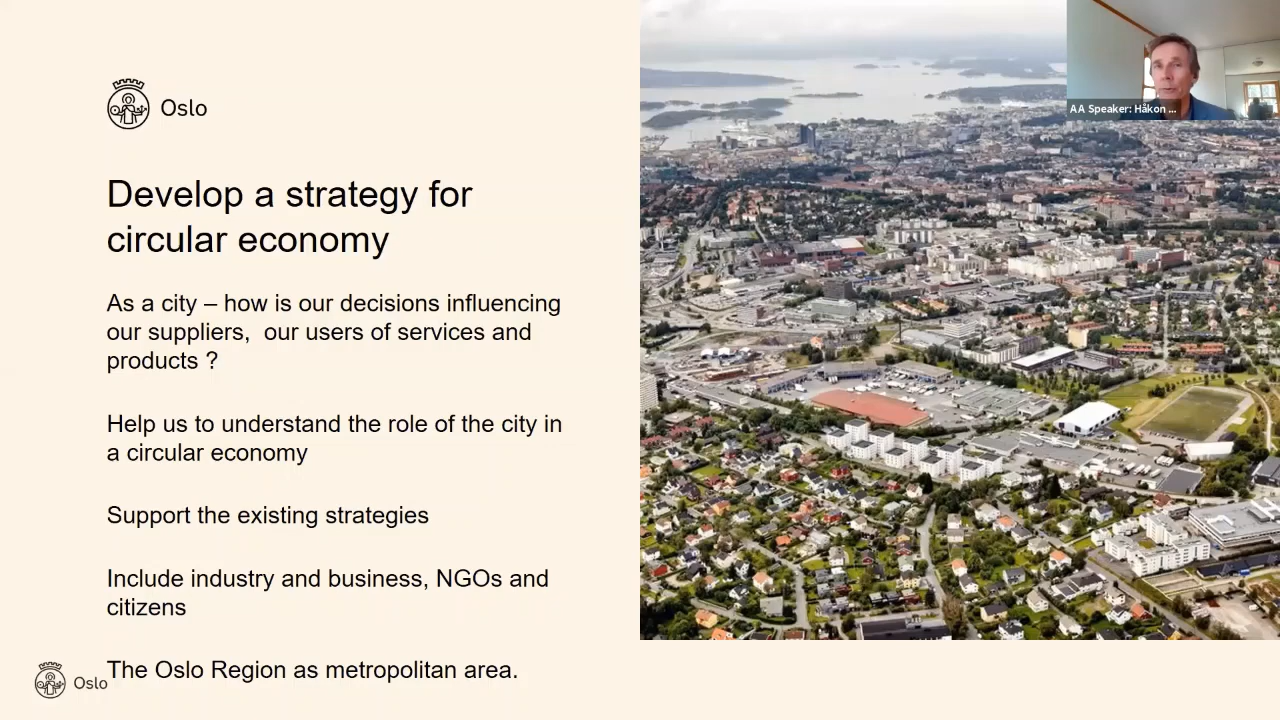 Oslo
Develop a strategy for
circular economy
As a city – how is our decisions influencing
our suppliers,  our users of services and
products ?
Help us to understand the role of the city in
a circular economy
Support the existing strategies
Include industry and business, NGOs and
citizens
The Oslo Region as metropolitan area.
Oslo
AA Speaker: Håkon ...